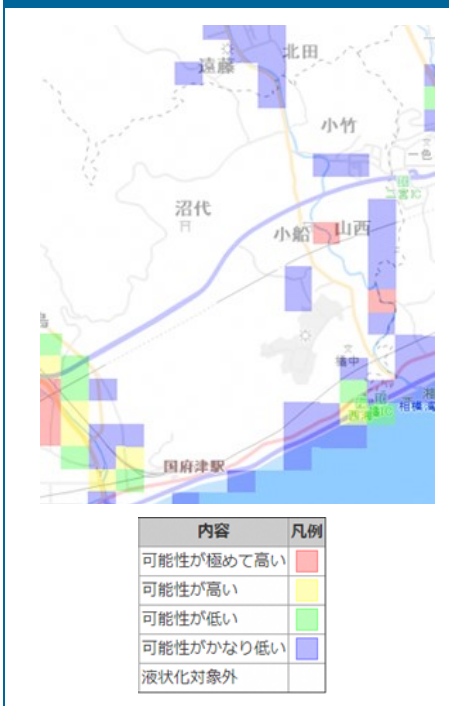 北田
遠藤
小竹
沼代
小船
山西
橘中
国府津駅
内容 凡例
可能性が極めて高い
可能性が高い
可能性が低い
可能性がかなり低い
液状化対象外